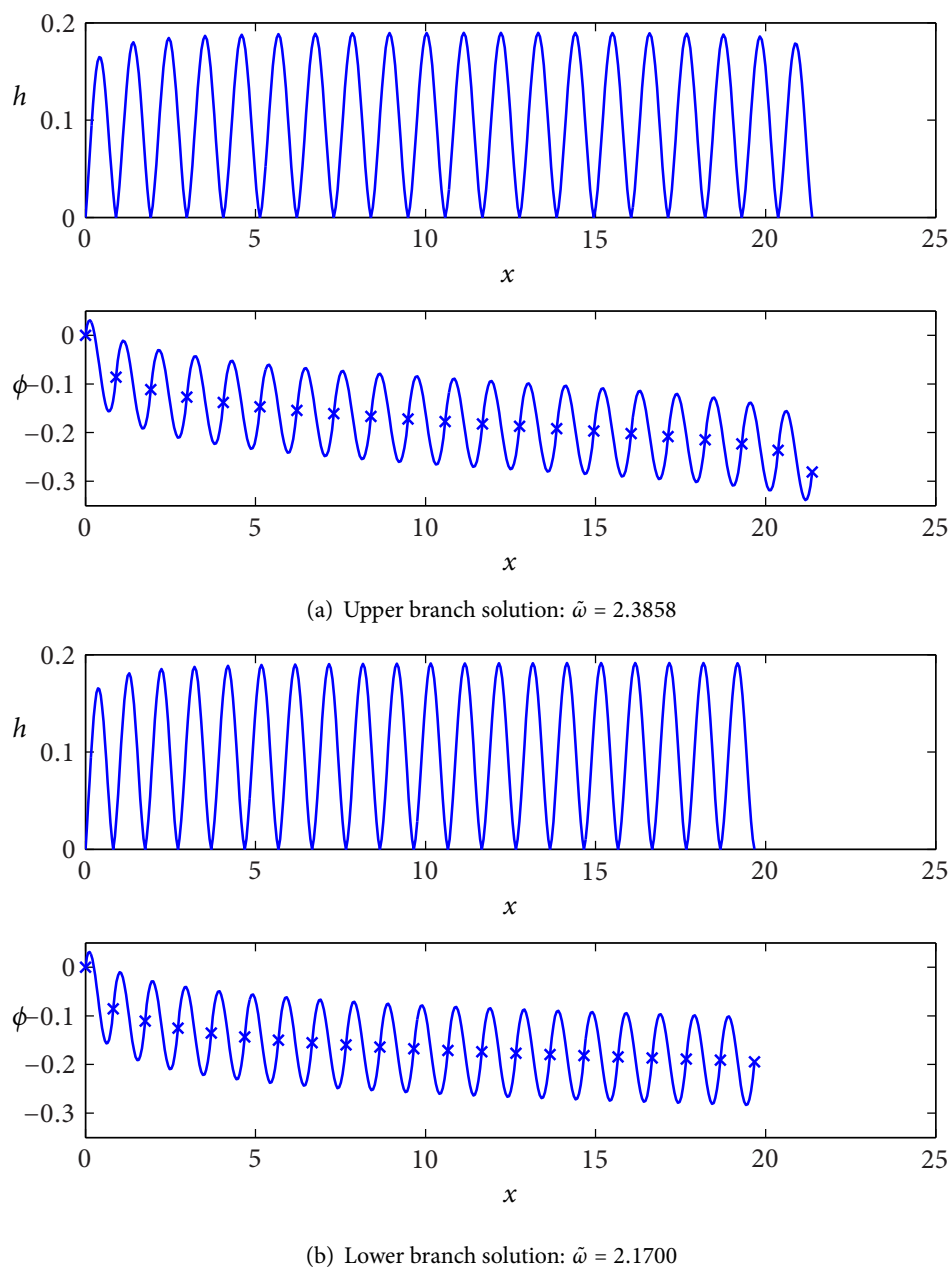 0.2
h
0.1
0
0 5 10 15 20 25
x
0
ϕ −0.1
−0.2
−0.3
0 5 10 15 20 25
x
(a) Upper branch solution: ω̃ = 2.3858
0.2
h
0.1
0
0 5 10 15 20 25
x
0
ϕ −0.1
−0.2
−0.3
0 5 10 15 20 25
x
(b) Lower branch solution: ω̃ = 2.1700